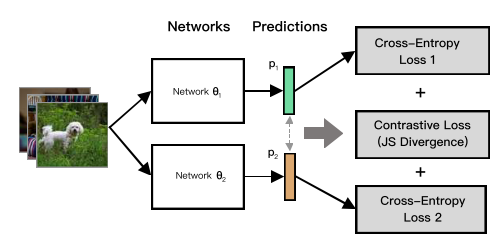 Networks
Predictions
Network θ1
p1
Cross-Entropy
Loss 1
+
Contrastive Loss
(JS Divergence)
+
Network θ2
p2
Cross-Entropy
Loss 2